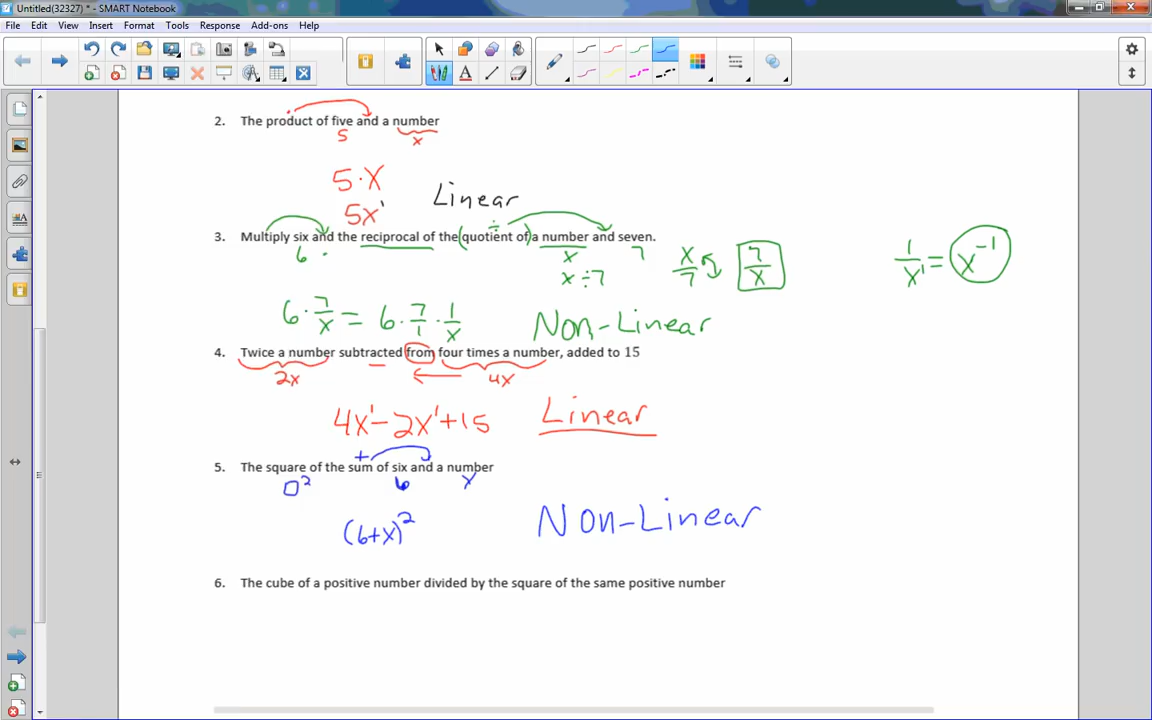 Untitled(32327) * - SMART Notebook
File Edit View Insert Format Tools Response Add-ons Help
2. The product of five and a number
5 x
5·x
5x¹ Linear
÷
3. Multiply six and the reciprocal of the (quotient of) a number and seven.
6 · x 7
x÷7
x/7 7/x
1/x¹ = x⁻¹
6·7/x = 6·7/1·1/x Non-Linear
4. Twice a number subtracted from four times a number, added to 15
2x — 4x
4x¹-2x¹+15 Linear
+
5. The square of the sum of six and a number
□² 6 x
(6+x)² Non-Linear
6. The cube of a positive number divided by the square of the same positive number